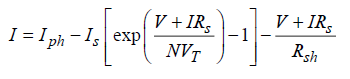 I = I_ph − I_s [ exp( (V + IR_s) / (NV_T) ) − 1 ] − (V + IR_s) / R_sh